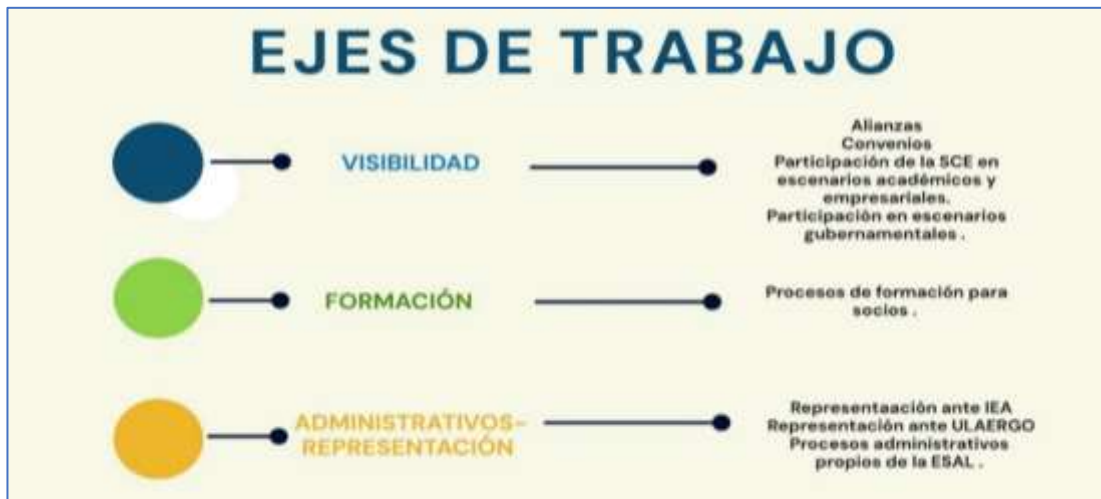 EJES DE TRABAJO
VISIBILIDAD
Alianzas
Convenios
Participación de la SCE en
escenarios académicos y
empresariales.
Participación en escenarios
gubernamentales .
FORMACIÓN
Procesos de formación para
socios .
ADMINISTRATIVOS-
REPRESENTACIÓN
Representaación ante IEA
Representación ante ULAERGO
Procesos administrativos
propios de la ESAL .